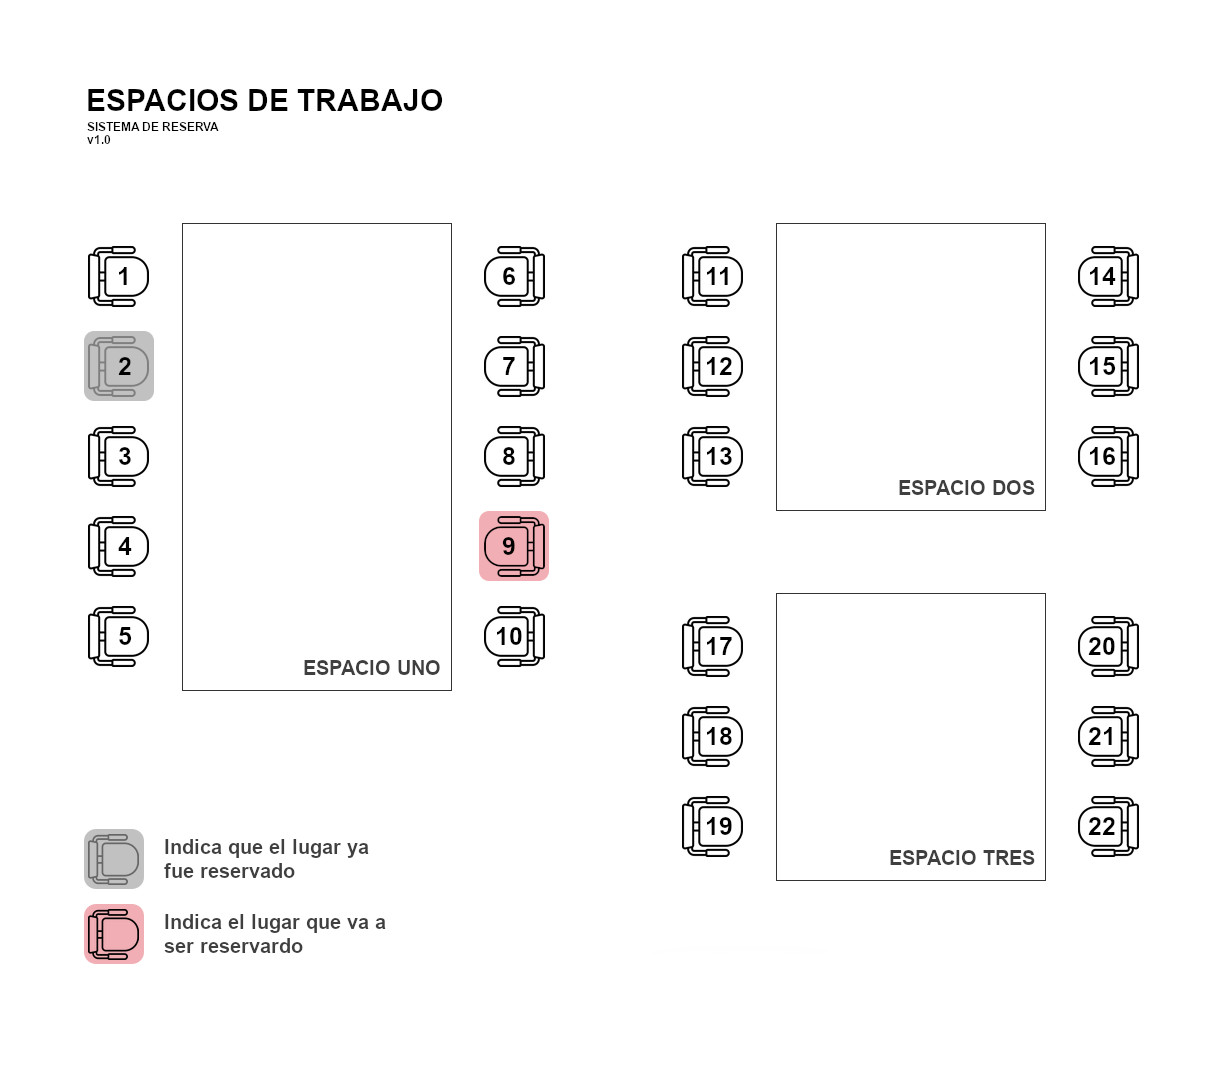 ESPACIOS DE TRABAJO
SISTEMA DE RESERVA
v1.0
1
2
3
4
5
6
7
8
9
10
ESPACIO UNO
11
12
13
14
15
16
ESPACIO DOS
17
18
19
20
21
22
ESPACIO TRES
Indica que el lugar ya
fue reservado
Indica el lugar que va a
ser reservardo